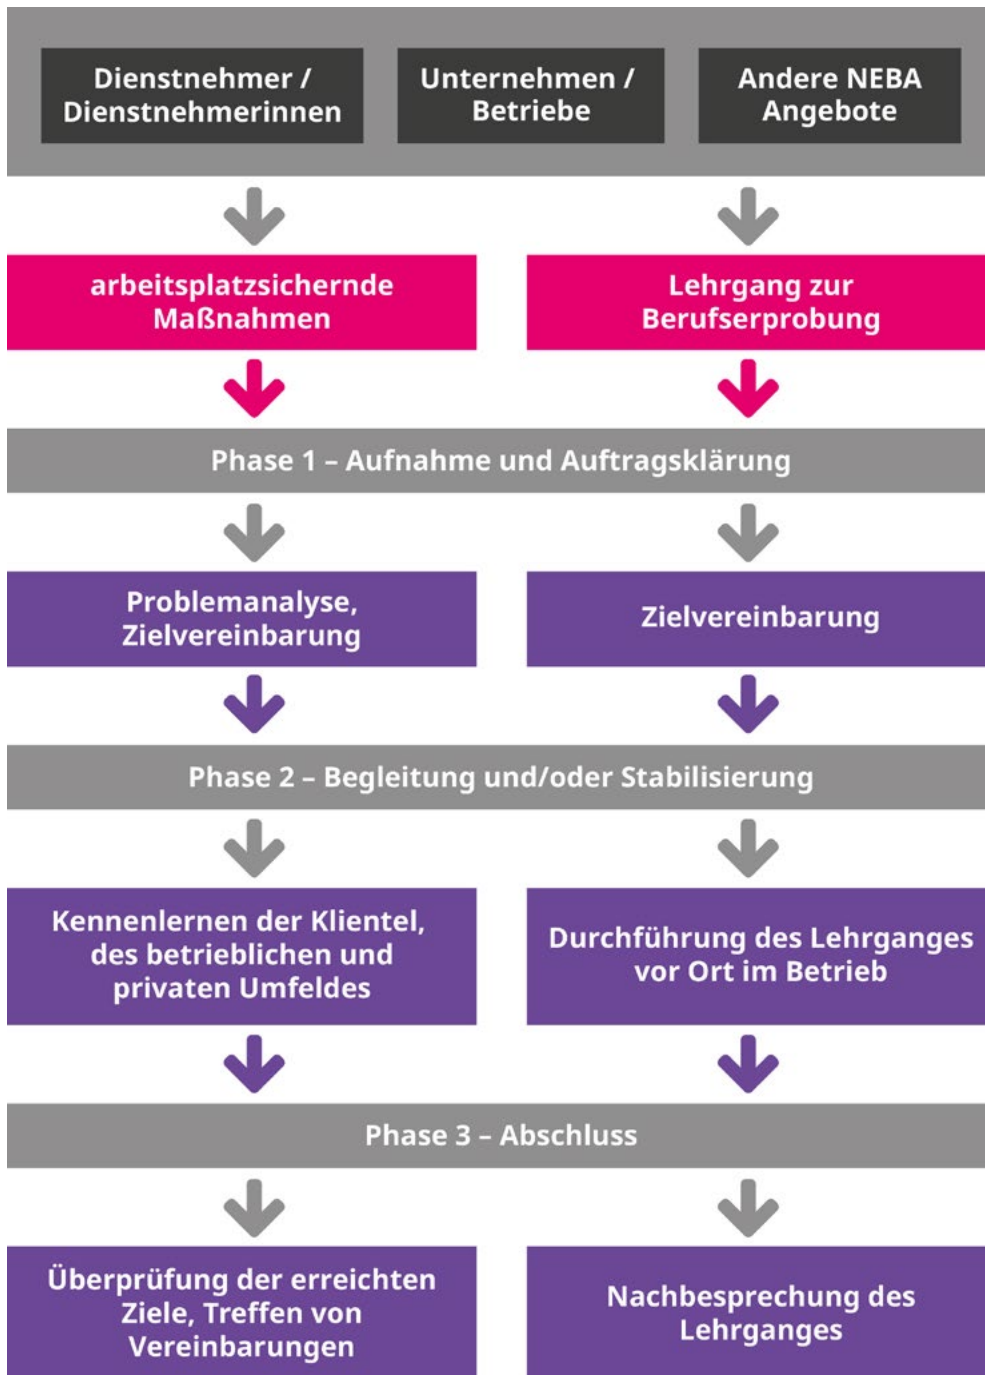 Dienstnehmer /
Dienstnehmerinnen
Unternehmen /
Betriebe
Andere NEBA
Angebote
arbeitsplatzsichernde
Maßnahmen
Lehrgang zur
Berufserprobung
Phase 1 – Aufnahme und Auftragsklärung
Problemanalyse,
Zielvereinbarung
Zielvereinbarung
Phase 2 – Begleitung und/oder Stabilisierung
Kennenlernen der Klientel,
des betrieblichen und
privaten Umfeldes
Durchführung des Lehrganges
vor Ort im Betrieb
Phase 3 – Abschluss
Überprüfung der erreichten
Ziele, Treffen von
Vereinbarungen
Nachbesprechung des
Lehrganges